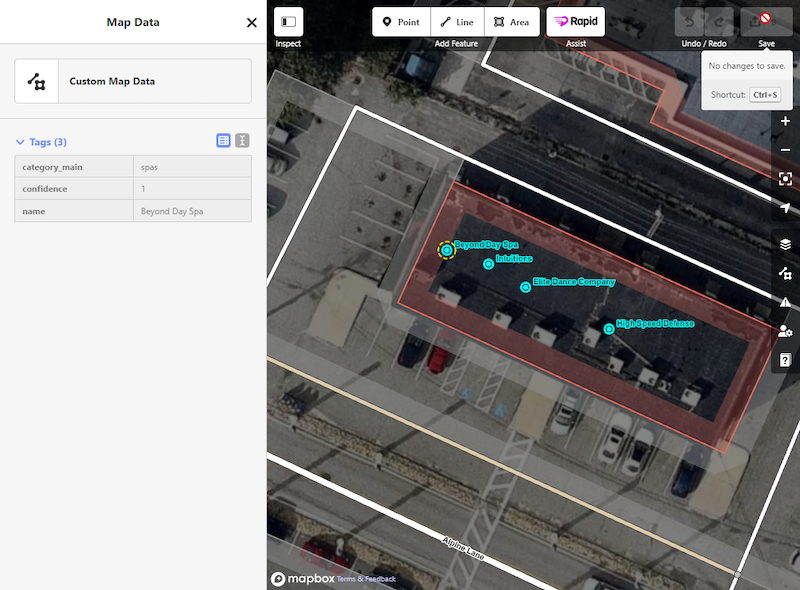 Map Data
Custom Map Data
Tags (3)
category_main spas
confidence 1
name Beyond Day Spa
Inspect
Point Line Area
Add Feature
Rapid
Assist
Undo / Redo
Save
No changes to save.
Shortcut: Ctrl+S
Beyond Day Spa
Intuitions
Elite Dance Company
High Speed Defense
Alpine Lane
mapbox Terms & Feedback